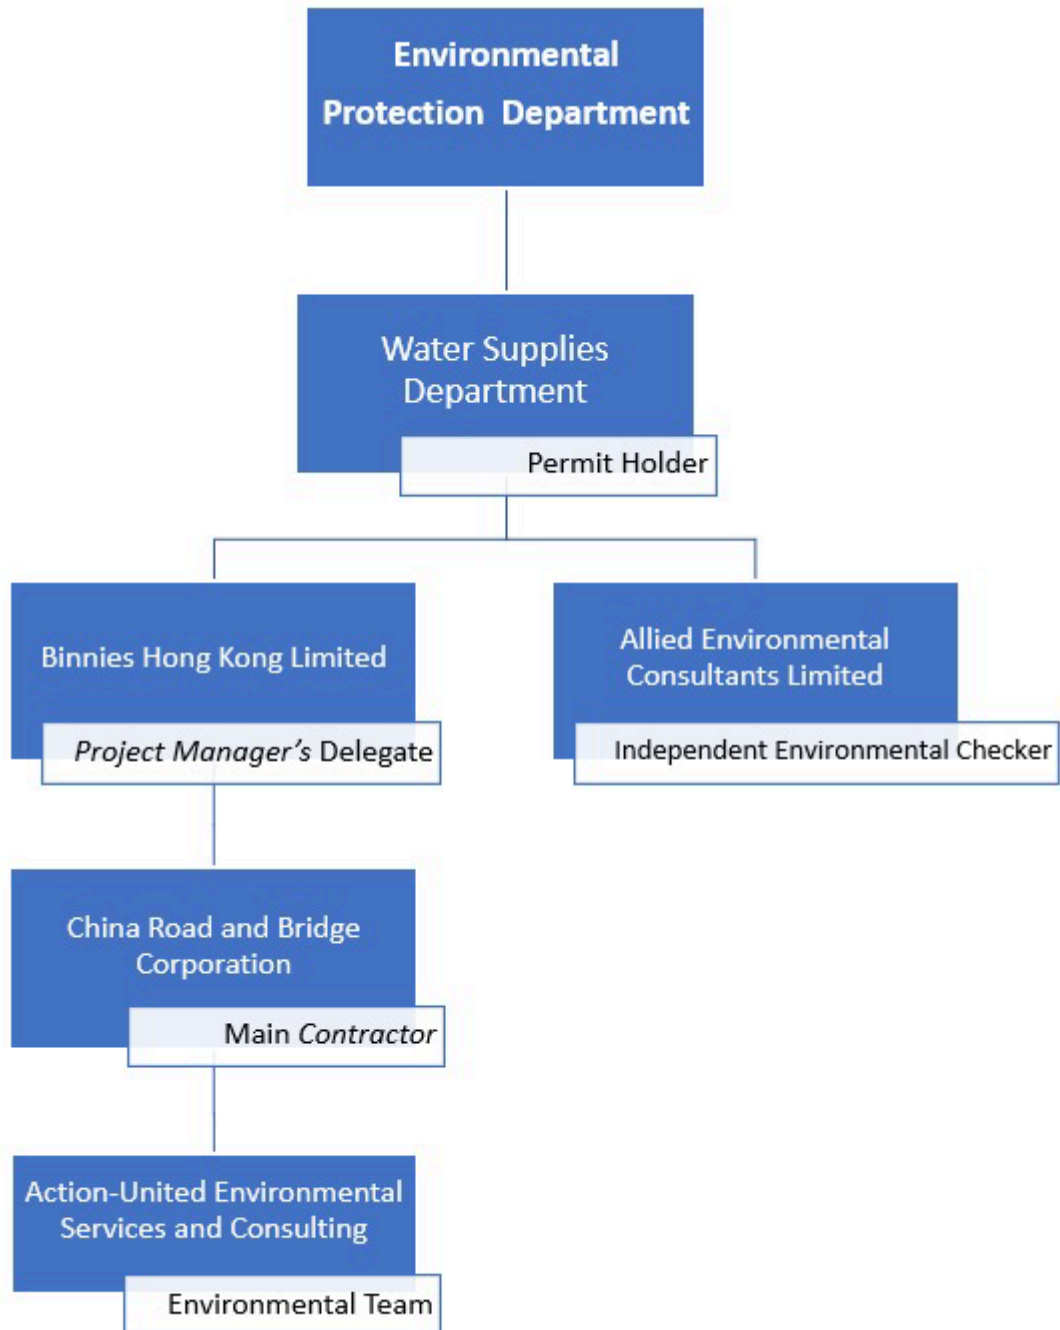 Environmental
Protection Department
Water Supplies
Department
Permit Holder
Binnies Hong Kong Limited
Project Manager’s Delegate
Allied Environmental
Consultants Limited
Independent Environmental Checker
China Road and Bridge
Corporation
Main Contractor
Action-United Environmental
Services and Consulting
Environmental Team